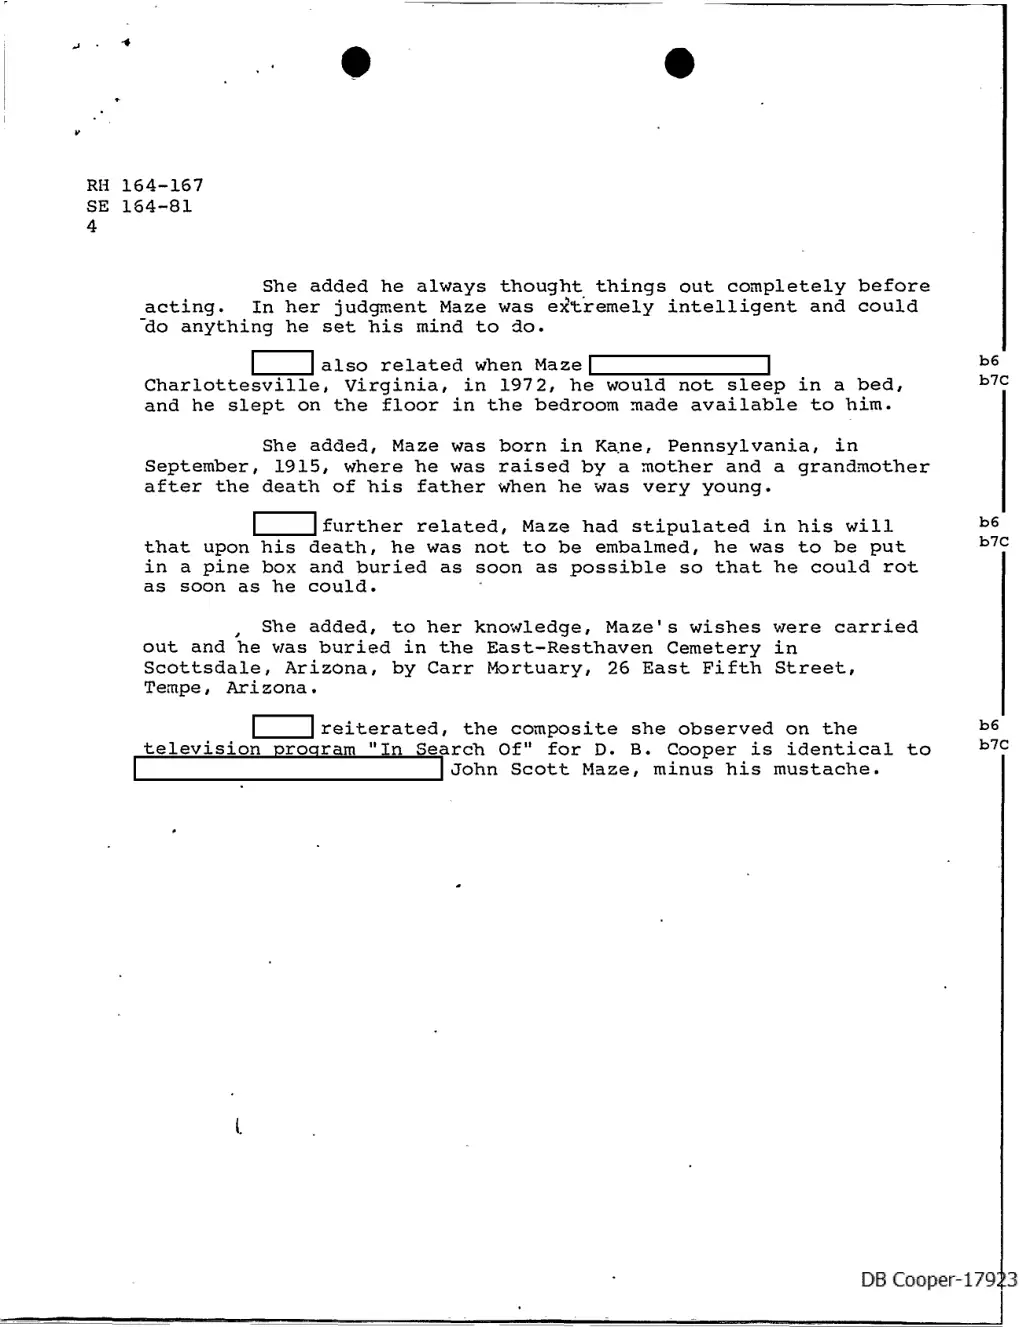 RH 164-167
SE 164-81
4
She added he always thought things out completely before
acting. In her judgment Maze was extremely intelligent and could
do anything he set his mind to do.
also related when Maze
b6
Charlottesville, Virginia, in 1972, he would not sleep in a bed,
b7C
and he slept on the floor in the bedroom made available to him.
She added, Maze was born in Kane, Pennsylvania, in
September, 1915, where he was raised by a mother and a grandmother
after the death of his father when he was very young.
further related, Maze had stipulated in his will
b6
that upon his death, he was not to be embalmed, he was to be put
b7C
in a pine box and buried as soon as possible so that he could rot
as soon as he could.
She added, to her knowledge, Maze's wishes were carried
out and he was buried in the East-Resthaven Cemetery in
Scottsdale, Arizona, by Carr Mortuary, 26 East Fifth Street,
Tempe, Arizona.
reiterated, the composite she observed on the
b6
television program "In Search Of" for D. B. Cooper is identical to
b7C
John Scott Maze, minus his mustache.
DB Cooper-17923